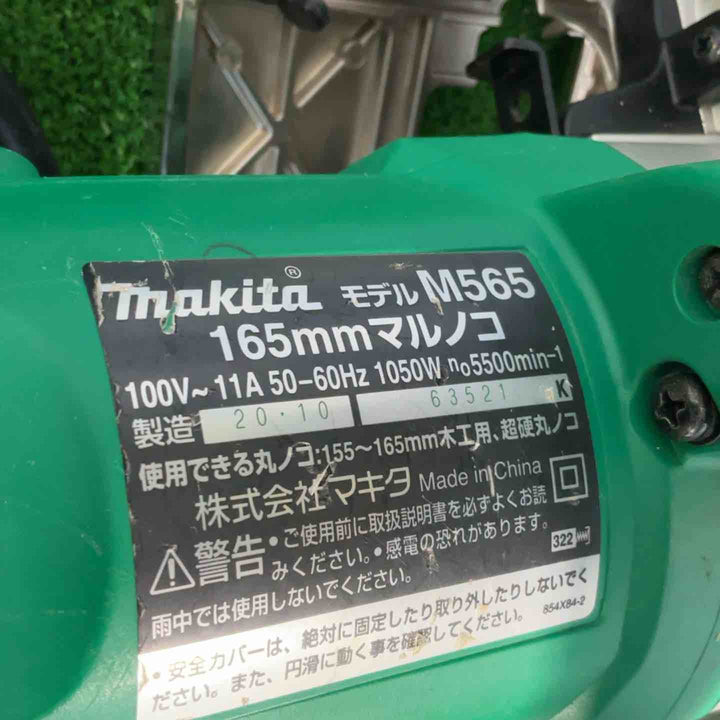 makita® モデル M565
165mmマルノコ
100V～11A 50-60Hz 1050W n₀5500min-1
製造 20・10 63521 K
使用できる丸ノコ:155～165mm木工用、超硬丸ノコ
株式会社マキタ Made in China
⚠警告・ご使用前に取扱説明書を必ずよくお読
みください。・感電の恐れがあります。
322
雨中では使用しないでください。
854X84-2
・安全カバーは、絶対に固定したり取り外したりしないでく
ださい。また、円滑に動く事を確認してください。